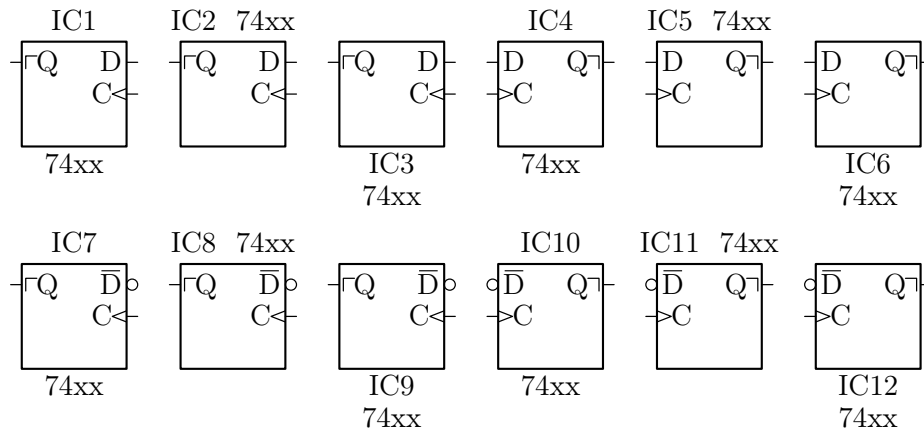 IC1 IC2 74xx IC4 IC5 74xx
Q D Q D Q D D Q D Q D Q
C C C C C C
74xx IC3 74xx IC6
74xx 74xx
IC7 IC8 74xx IC10 IC11 74xx
Q D̅ Q D̅ Q D̅ D̅ Q D̅ Q D̅ Q
C C C C C C
74xx IC9 74xx IC12
74xx 74xx